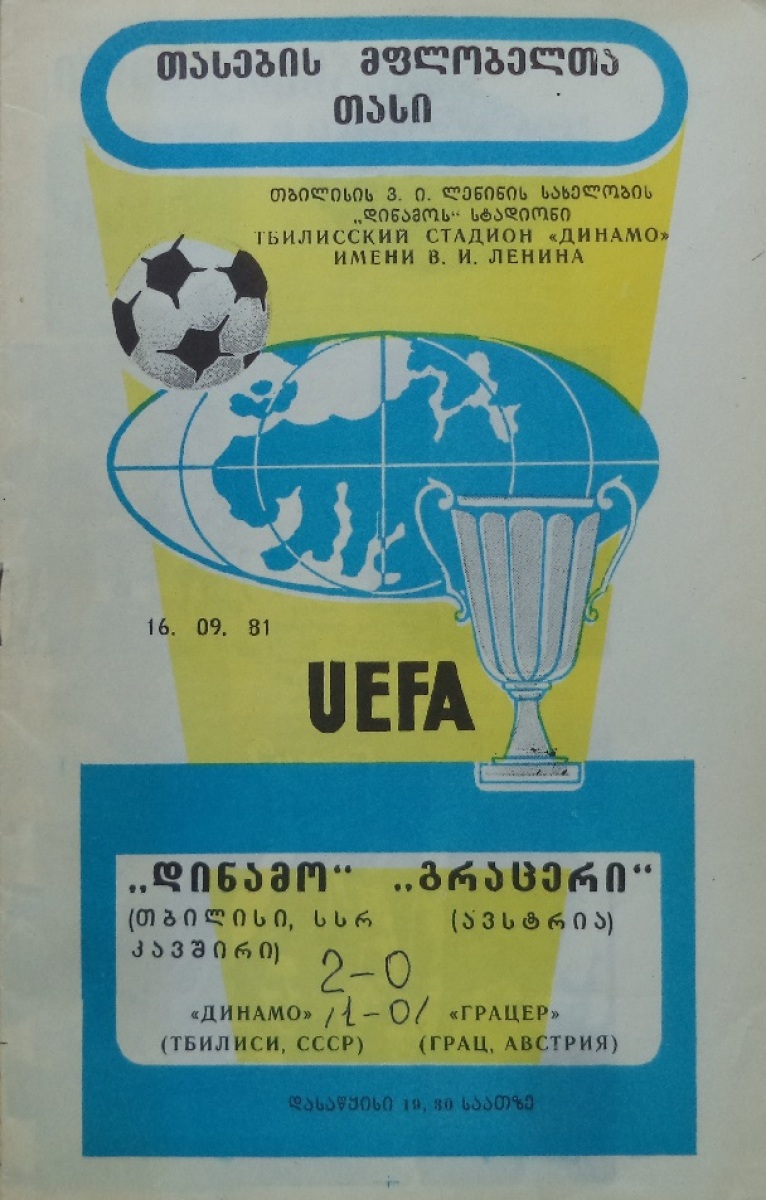 თასების მფლობელთა
თასი
თბილისის ვ. ი. ლენინის სახელობის
„დინამოს“ სტადიონი
ТБИЛИССКИЙ СТАДИОН «ДИНАМО»
ИМЕНИ В. И. ЛЕНИНА
16. 09. 81
UEFA
„დინამო“ „გრაცერი“
(თბილისი, სსრ (ავსტრია)
კავშირი)
2-0
«ДИНАМО» /1-0/ «ГРАЦЕР»
(ТБИЛИСИ, СССР) (ГРАЦ, АВСТРИЯ)
დასაწყისი 19,30 საათზე